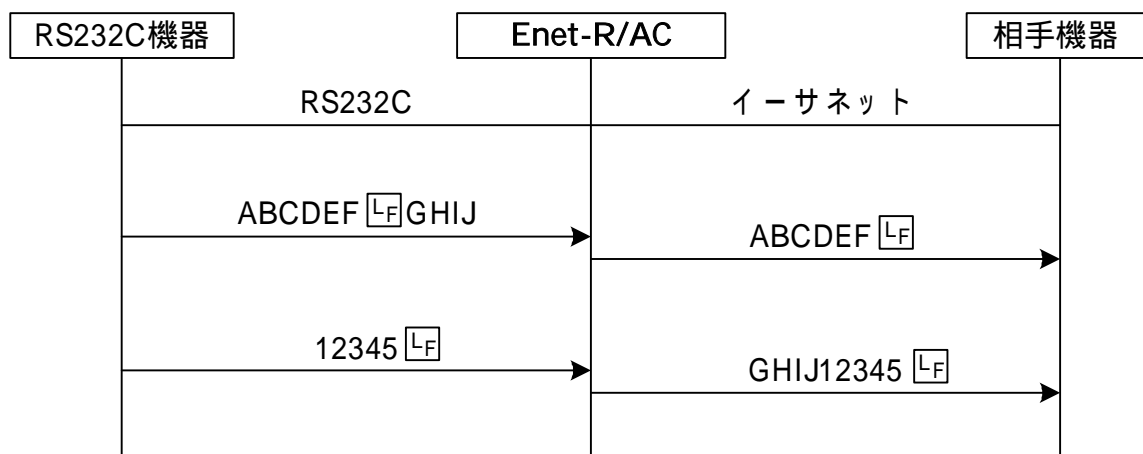 RS232C機器 Enet-R/AC 相手機器
RS232C イーサネット
ABCDEF LF GHIJ
ABCDEF LF
12345 LF
GHIJ12345 LF